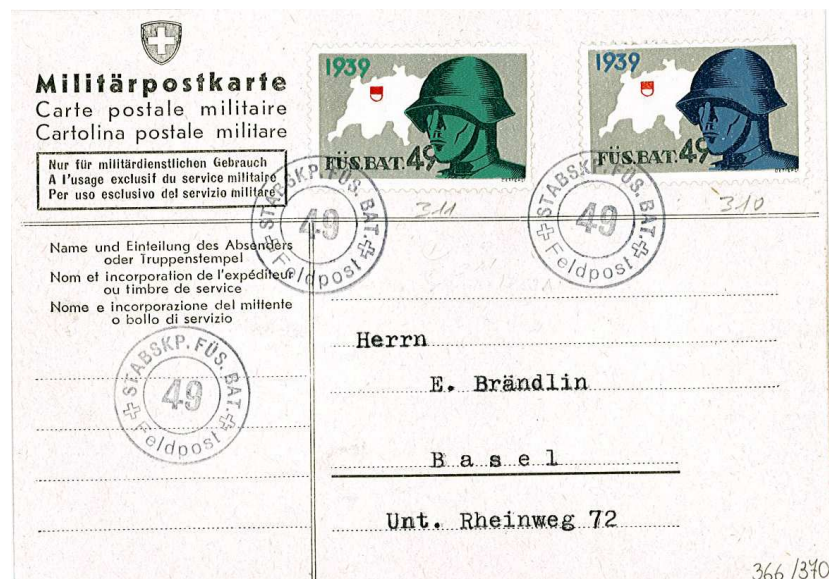 Militärpostkarte
Carte postale militaire
Cartolina postale militare
Nur für militärdienstlichen Gebrauch
A l'usage exclusif du service militaire
Per uso esclusivo del servizio militare
1939
FÜS.BAT.49
1939
FÜS.BAT.49
311
310
STABSKP. FÜS. BAT.
49
Feldpost
STABSKP. FÜS. BAT.
49
Feldpost
Name und Einteilung des Absenders
oder Truppenstempel
Nom et incorporation de l'expéditeur
ou timbre de service
Nome e incorporazione del mittente
o bollo di servizio
STABSKP. FÜS. BAT.
49
Feldpost
Herrn
E. Brändlin
Basel
Unt. Rheinweg 72
366/370